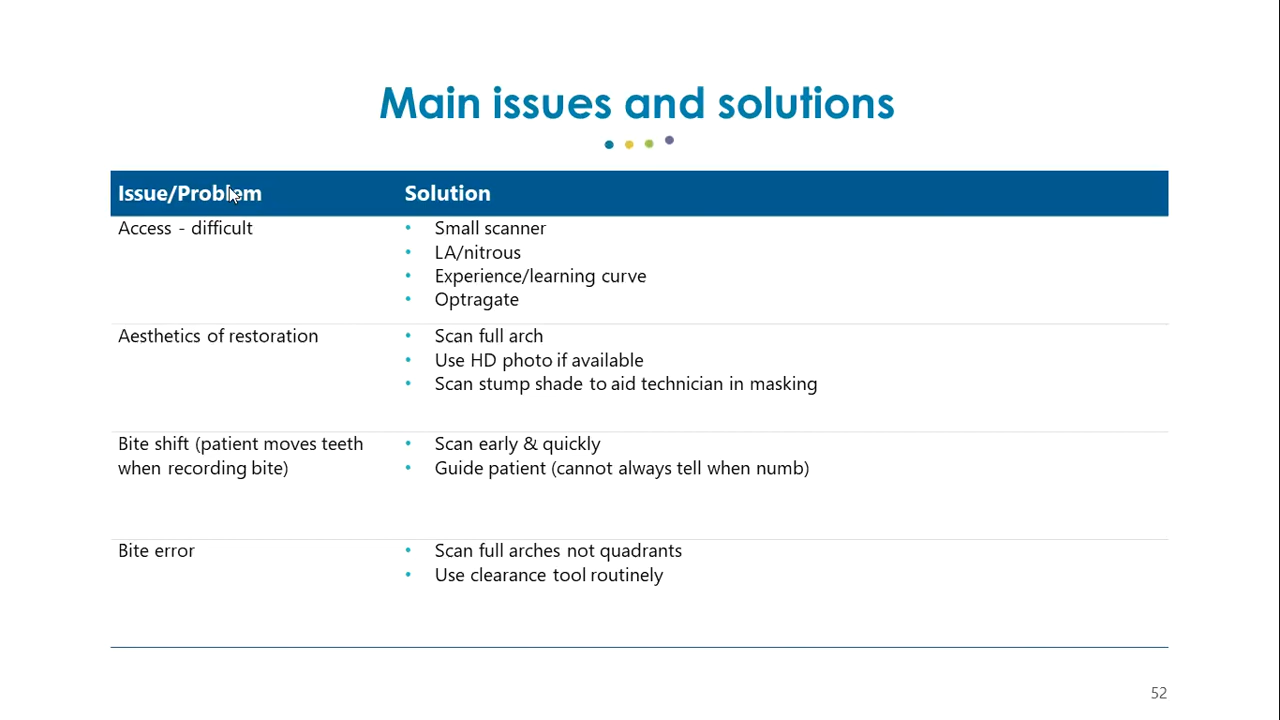 Main issues and solutions
Issue/Problem Solution
Access - difficult
• Small scanner
• LA/nitrous
• Experience/learning curve
• Optragate
Aesthetics of restoration
• Scan full arch
• Use HD photo if available
• Scan stump shade to aid technician in masking
Bite shift (patient moves teeth
when recording bite)
• Scan early & quickly
• Guide patient (cannot always tell when numb)
Bite error
• Scan full arches not quadrants
• Use clearance tool routinely
52